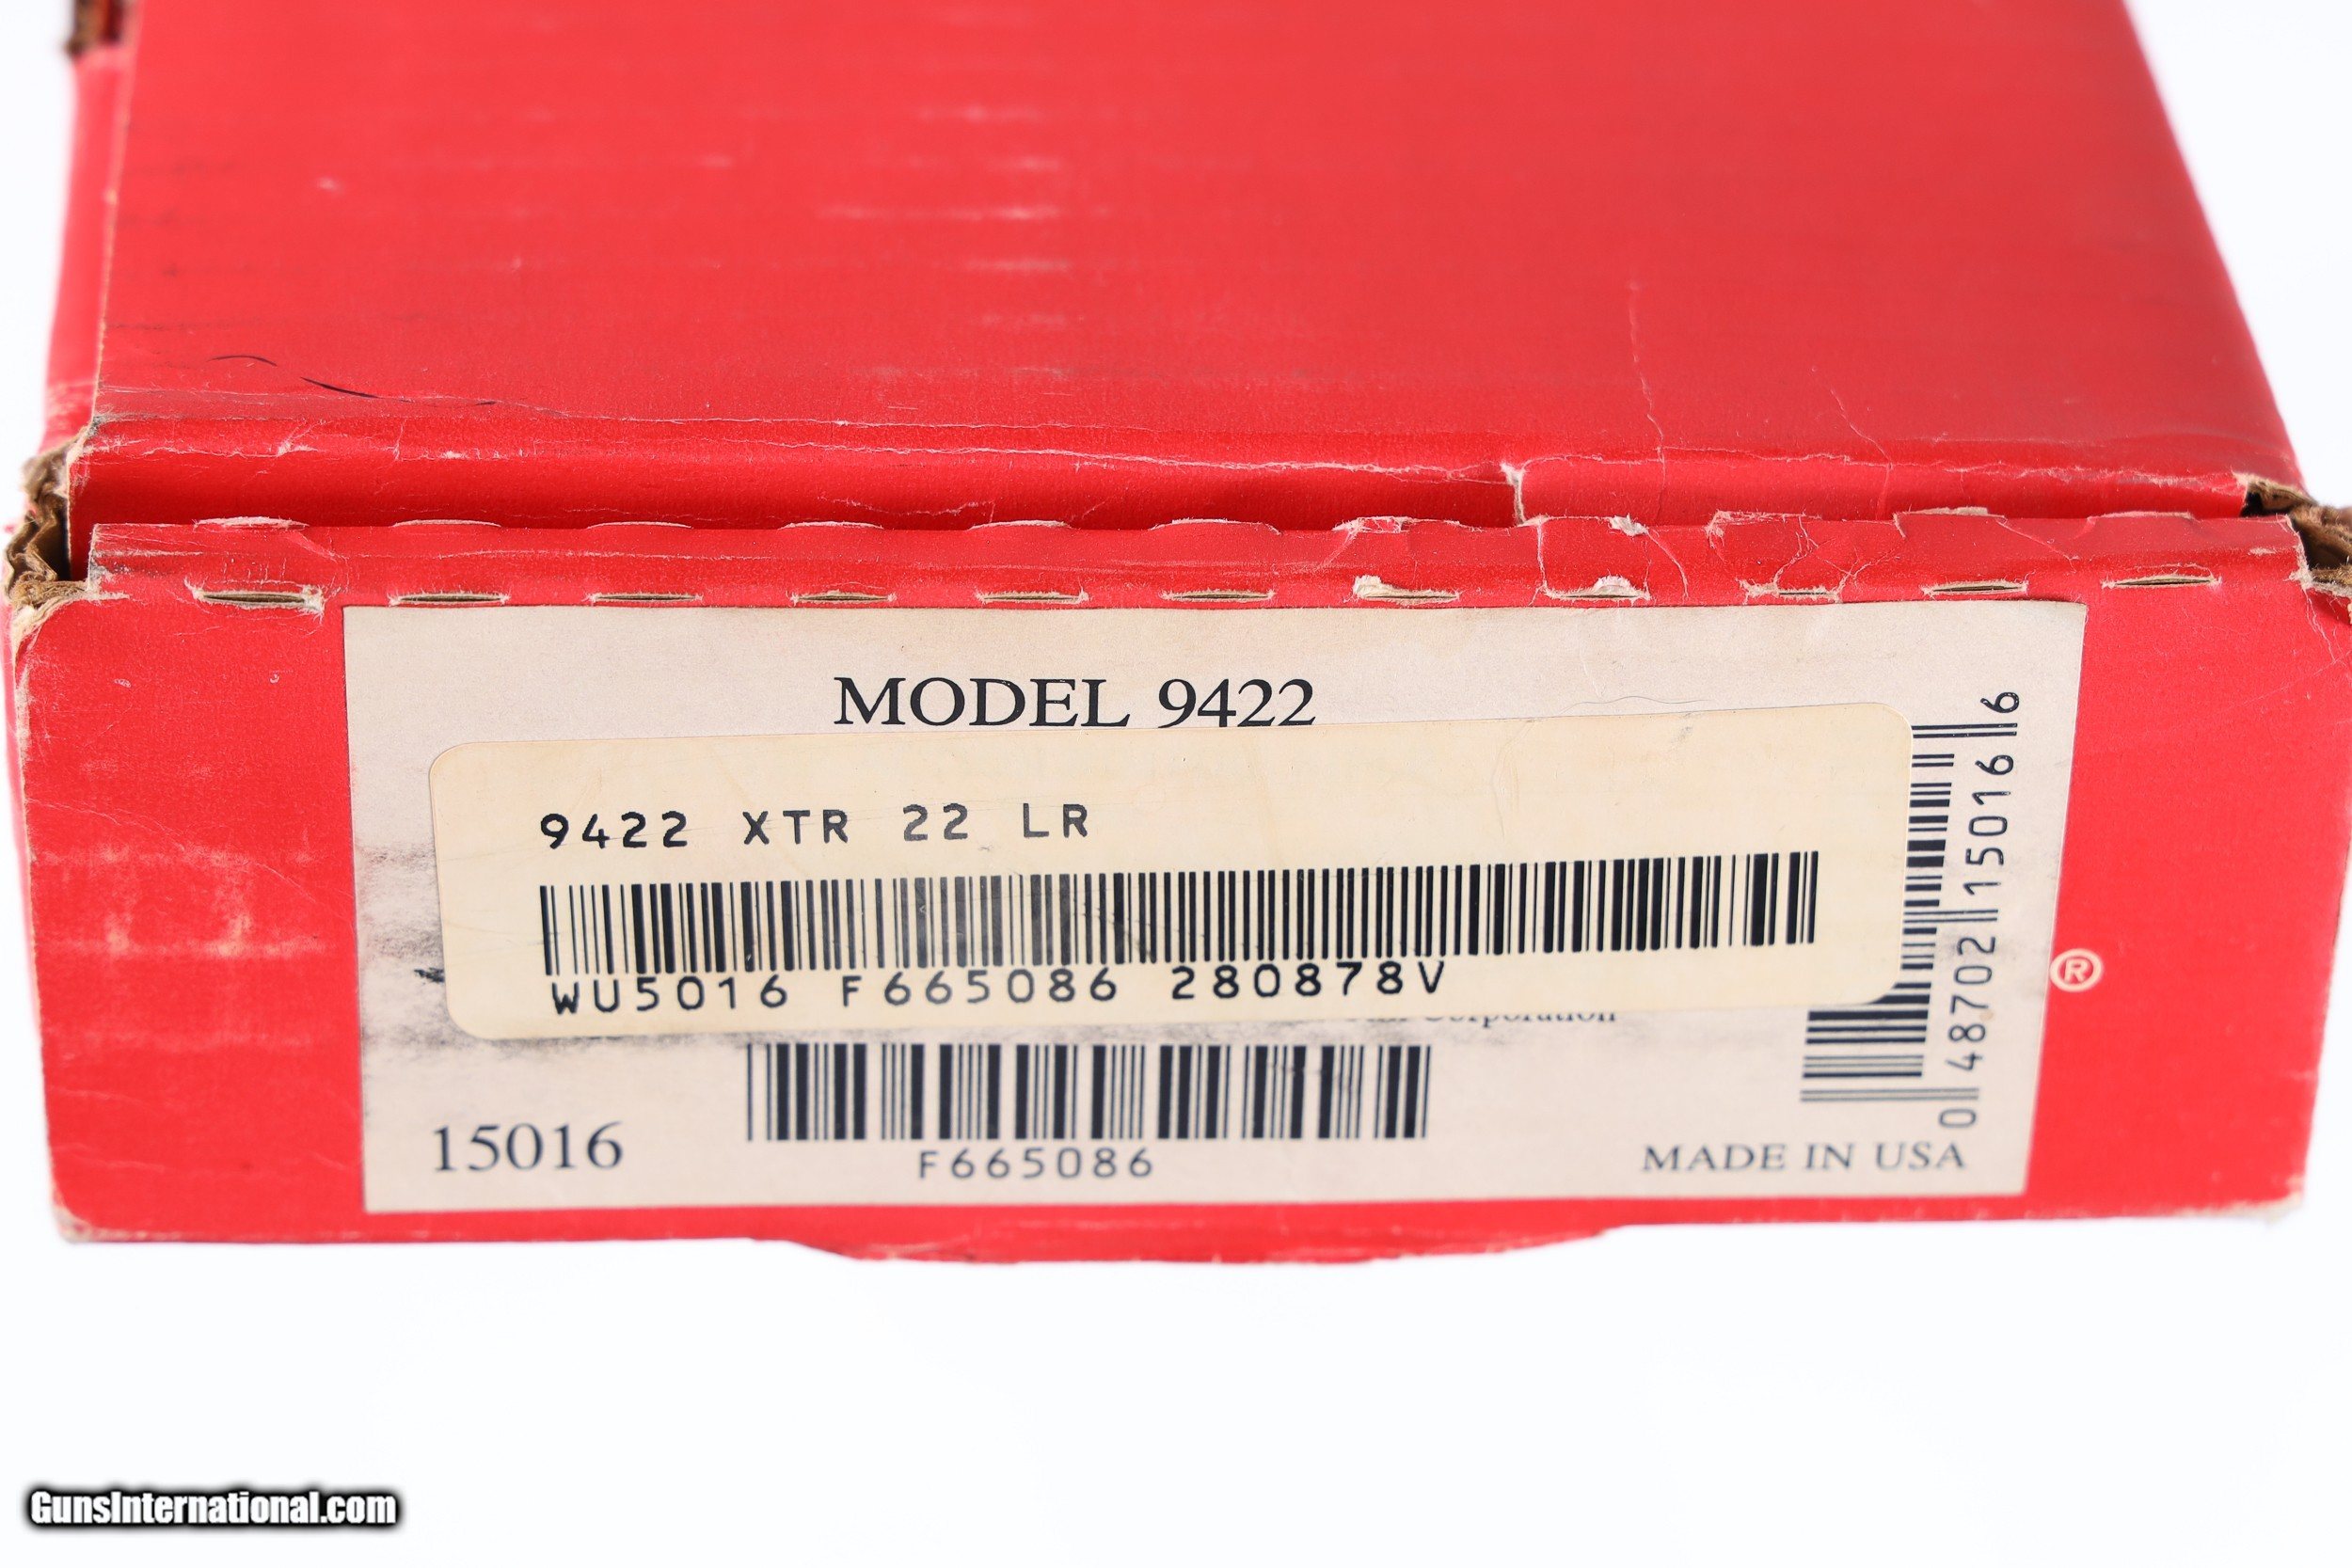 MODEL 9422
9422 XTR 22 LR
WU5016 F665086 280878V
Corporation
15016
F665086
MADE IN USA
0 48702 15016 6
®
GunsInternational.com